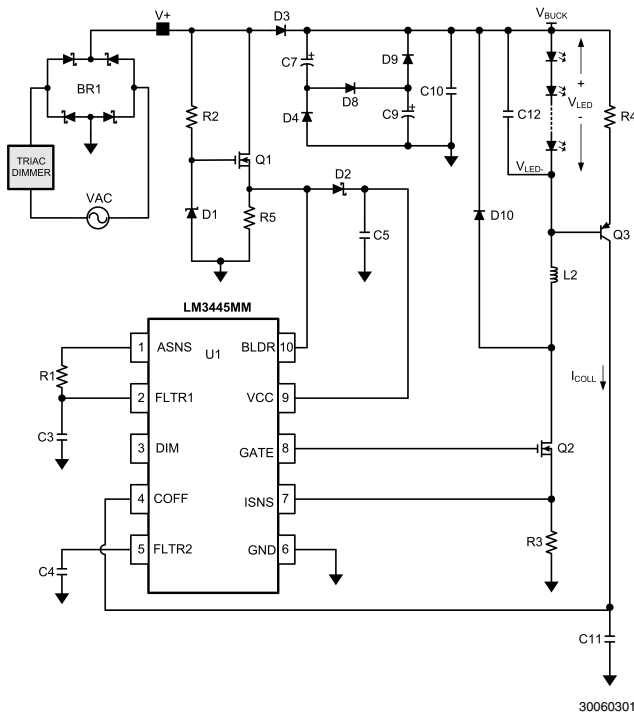 V+
D3
VBUCK
C7
+
D9
BR1
R2
D8
C10
C12
+
VLED
-
R4
D4
C9
+
TRIAC
DIMMER
Q1
VLED-
D2
VAC
D1
R5
C5
D10
Q3
L2
LM3445MM
1
ASNS
U1
BLDR
10
R1
ICOLL
2
FLTR1
VCC
9
C3
3
DIM
GATE
8
Q2
4
COFF
ISNS
7
R3
5
FLTR2
GND
6
C4
C11
30060301